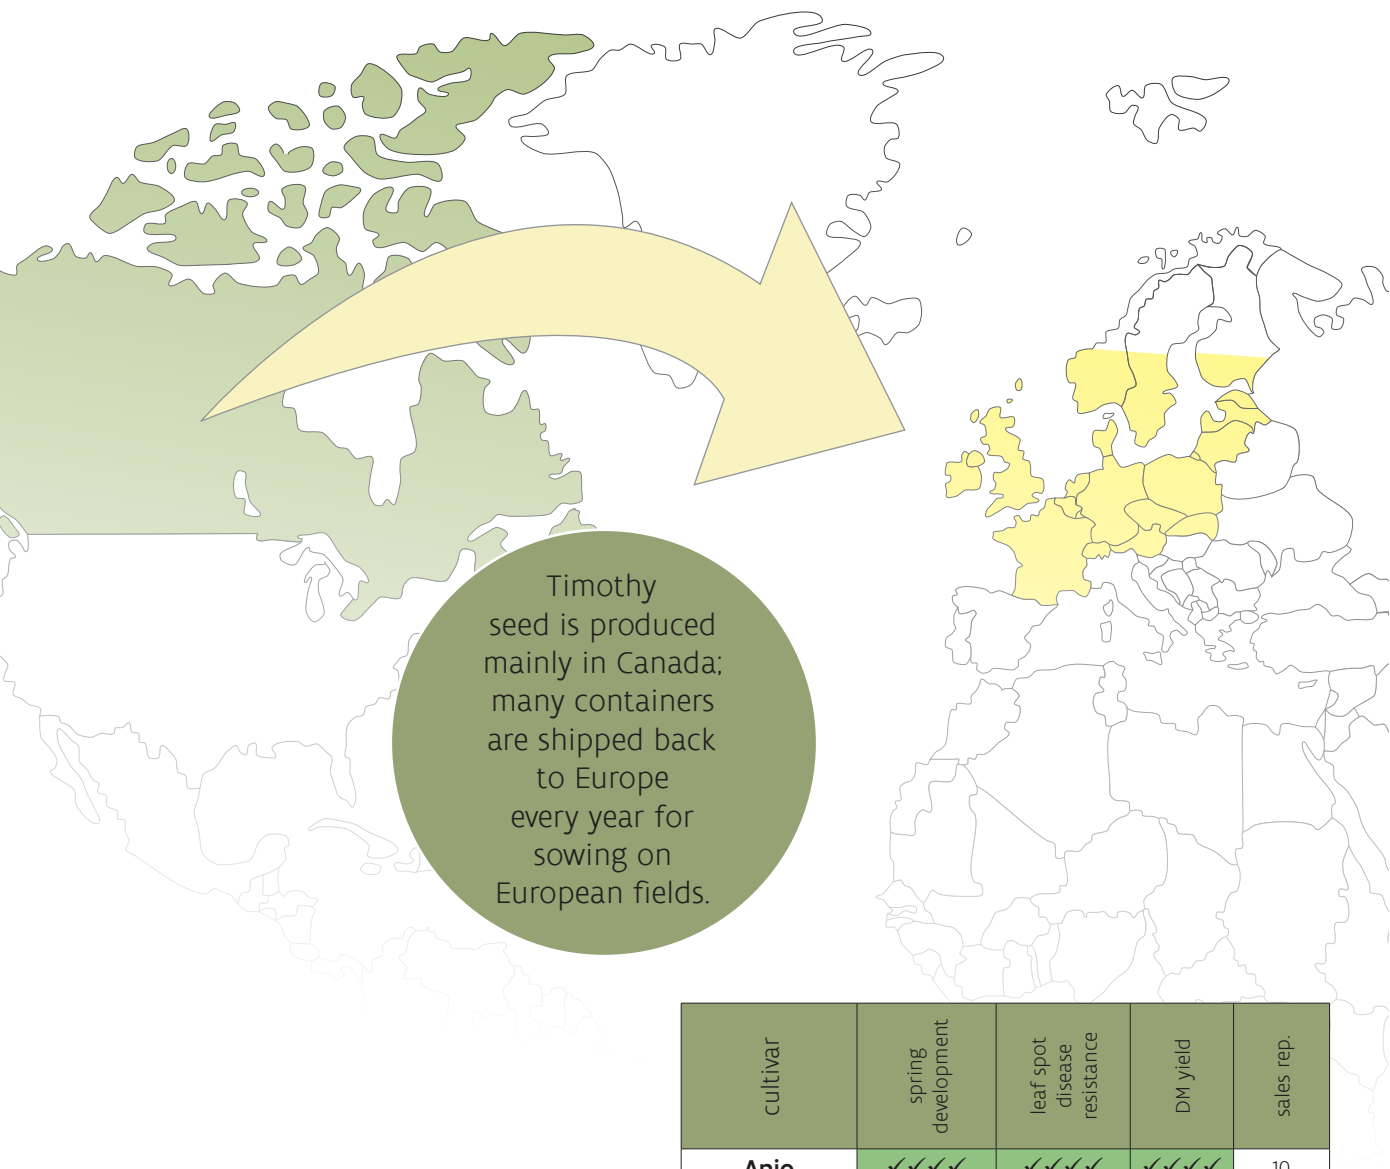 Timothy
seed is produced
mainly in Canada;
many containers
are shipped back
to Europe
every year for
sowing on
European fields.
cultivar
spring
development
leaf spot
disease
resistance
DM yield
sales rep.
✓✓✓✓ ✓✓✓✓ ✓✓✓✓ 10